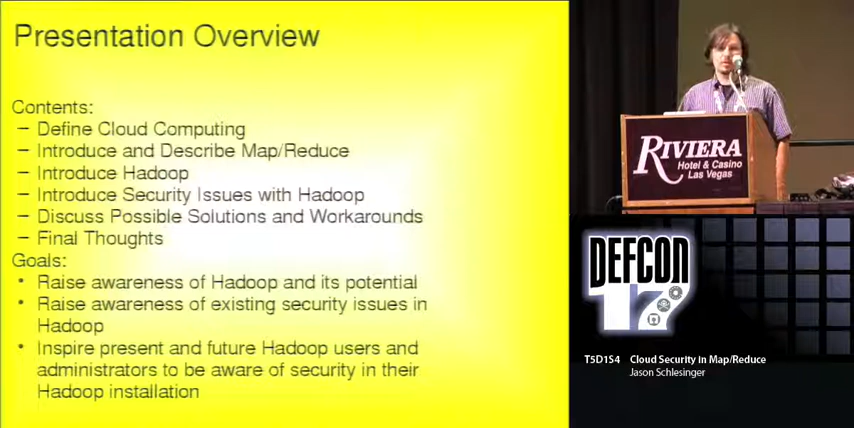 Presentation Overview
Contents:
– Define Cloud Computing
– Introduce and Describe Map/Reduce
– Introduce Hadoop
– Introduce Security Issues with Hadoop
– Discuss Possible Solutions and Workarounds
– Final Thoughts
Goals:
• Raise awareness of Hadoop and its potential
• Raise awareness of existing security issues in
Hadoop
• Inspire present and future Hadoop users and
administrators to be aware of security in their
Hadoop installation
RIVIERA
Hotel & Casino
Las Vegas
DEFCON
17
T5D1S4 Cloud Security in Map/Reduce
Jason Schlesinger